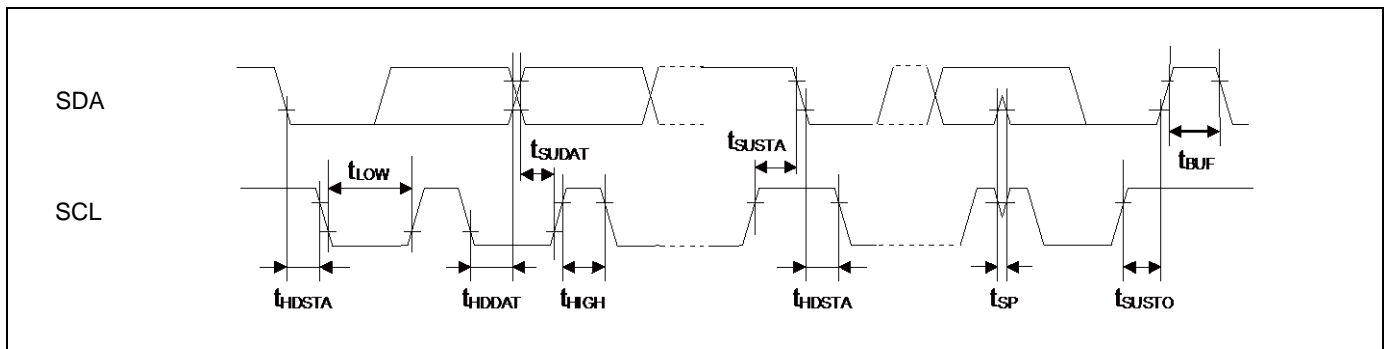 SDA
tSUDAT
tSUSTA
tBUF
tLOW
SCL
tHDSTA
tHDDAT
tHIGH
tHDSTA
tSP
tSUSTO